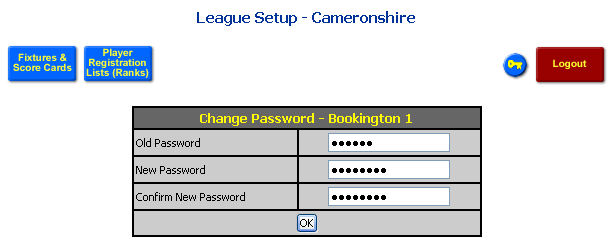 League Setup - Cameronshire
Fixtures &
Score Cards
Player
Registration
Lists (Ranks)
Logout
Change Password - Bookington 1
Old Password ●●●●●●
New Password ●●●●●●●●
Confirm New Password ●●●●●●●●
OK